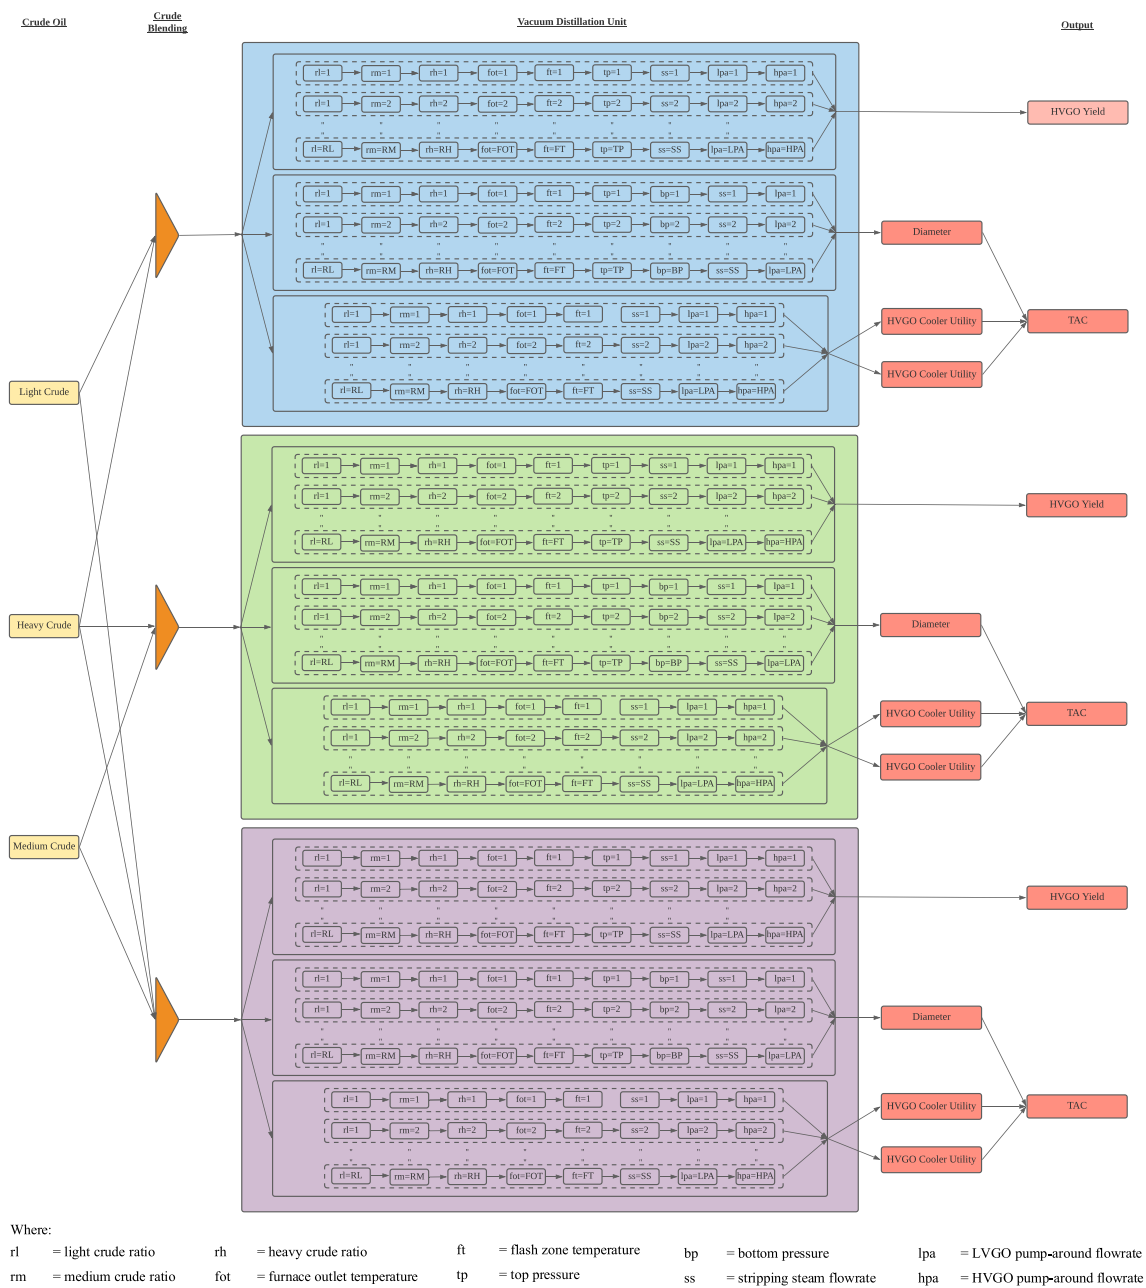 Crude Oil
Crude
Blending
Vacuum Distillation Unit
Output
rl=1 rm=1 rh=1 fot=1 ft=1 tp=1 ss=1 lpa=1 hpa=1
rl=1 rm=2 rh=2 fot=2 ft=2 tp=2 ss=2 lpa=2 hpa=2
" " " " " " " "
" " " " " " " "
rl=RL rm=RM rh=RH fot=FOT ft=FT tp=TP ss=SS lpa=LPA hpa=HPA
HVGO Yield
rl=1 rm=1 rh=1 fot=1 ft=1 tp=1 bp=1 ss=1 lpa=1
rl=1 rm=2 rh=2 fot=2 ft=2 tp=2 bp=2 ss=2 lpa=1
" " " " " " " " "
" " " " " " " " "
rl=RL rm=RM rh=RH fot=FOT ft=FT tp=TP bp=BP ss=SS lpa=LPA
Diameter
rl=1 rm=1 rh=1 fot=1 ft=1 ss=1 lpa=1 hpa=1
rl=1 rm=2 rh=2 fot=2 ft=2 ss=2 lpa=2 hpa=2
" " " " " " " "
" " " " " " " "
rl=RL rm=RM rh=RH fot=FOT ft=FT ss=SS lpa=LPA hpa=HPA
HVGO Cooler Utility
TAC
HVGO Cooler Utility
Light Crude
rl=1 rm=1 rh=1 fot=1 ft=1 tp=1 ss=1 lpa=1 hpa=1
rl=1 rm=2 rh=2 fot=2 ft=2 tp=2 ss=2 lpa=2 hpa=2
" " " " " " " "
" " " " " " " "
rl=RL rm=RM rh=RH fot=FOT ft=FT tp=TP ss=SS lpa=LPA hpa=HPA
HVGO Yield
rl=1 rm=1 rh=1 fot=1 ft=1 tp=1 bp=1 ss=1 lpa=1
rl=1 rm=2 rh=2 fot=2 ft=2 tp=2 bp=2 ss=2 lpa=2
" " " " " " " " "
" " " " " " " " "
rl=RL rm=RM rh=RH fot=FOT ft=FT tp=TP bp=BP ss=SS lpa=LPA
Diameter
Heavy Crude
rl=1 rm=1 rh=1 fot=1 ft=1 ss=1 lpa=1 hpa=1
rl=1 rm=2 rh=2 fot=2 ft=2 ss=2 lpa=2 hpa=2
" " " " " " " "
" " " " " " " "
rl=RL rm=RM rh=RH fot=FOT ft=FT ss=SS lpa=LPA hpa=HPA
HVGO Cooler Utility
TAC
HVGO Cooler Utility
Medium Crude
rl=1 rm=1 rh=1 fot=1 ft=1 tp=1 ss=1 lpa=1 hpa=1
rl=1 rm=2 rh=2 fot=2 ft=2 tp=2 ss=2 lpa=2 hpa=2
" " " " " " " "
" " " " " " " "
rl=RL rm=RM rh=RH fot=FOT ft=FT tp=TP ss=SS lpa=LPA hpa=HPA
HVGO Yield
rl=1 rm=1 rh=1 fot=1 ft=1 tp=1 bp=1 ss=1 lpa=2
rl=1 rm=2 rh=2 fot=2 ft=2 tp=2 bp=2 ss=2 lpa=2
" " " " " " " " "
" " " " " " " " "
rl=RL rm=RM rh=RH fot=FOT ft=FT tp=TP bp=BP ss=SS lpa=LPA
Diameter
rl=1 rm=1 rh=1 fot=1 ft=1 ss=1 lpa=1 hpa=1
rl=1 rm=2 rh=2 fot=2 ft=2 ss=2 lpa=2 hpa=2
" " " " " " " "
" " " " " " " "
rl=RL rm=RM rh=RH fot=FOT ft=FT ss=SS lpa=LPA hpa=HPA
HVGO Cooler Utility
TAC
HVGO Cooler Utility
Where:
rl = light crude ratio rh = heavy crude ratio ft = flash zone temperature bp = bottom pressure lpa = LVGO pump-around flowrate
rm = medium crude ratio fot = furnace outlet temperature tp = top pressure ss = stripping steam flowrate hpa = HVGO pump-around flowrate